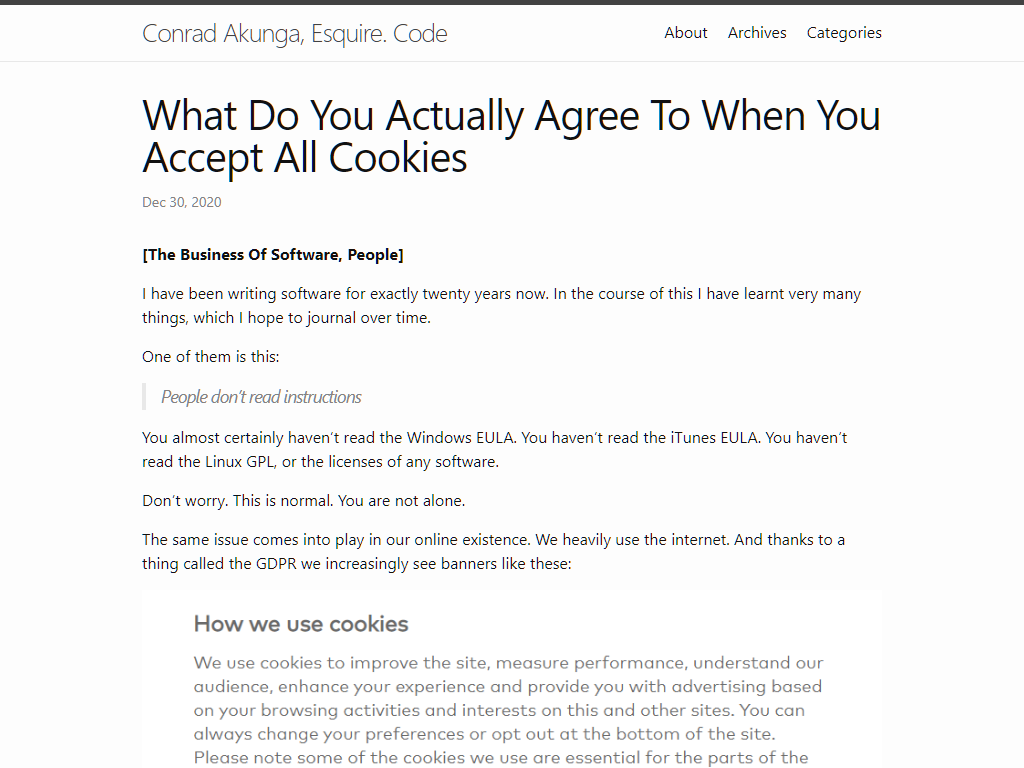 Conrad Akunga, Esquire. Code
About
Archives
Categories
What Do You Actually Agree To When You
Accept All Cookies
Dec 30, 2020
[The Business Of Software, People]
I have been writing software for exactly twenty years now. In the course of this I have learnt very many
things, which I hope to journal over time.
One of them is this:
People don’t read instructions
You almost certainly haven’t read the Windows EULA. You haven’t read the iTunes EULA. You haven’t
read the Linux GPL, or the licenses of any software.
Don’t worry. This is normal. You are not alone.
The same issue comes into play in our online existence. We heavily use the internet. And thanks to a
thing called the GDPR we increasingly see banners like these:
How we use cookies
We use cookies to improve the site, measure performance, understand our
audience, enhance your experience and provide you with advertising based
on your browsing activities and interests on this and other sites. You can
always change your preferences or opt out at the bottom of the site.
Please note some of the cookies we use are essential for the parts of the